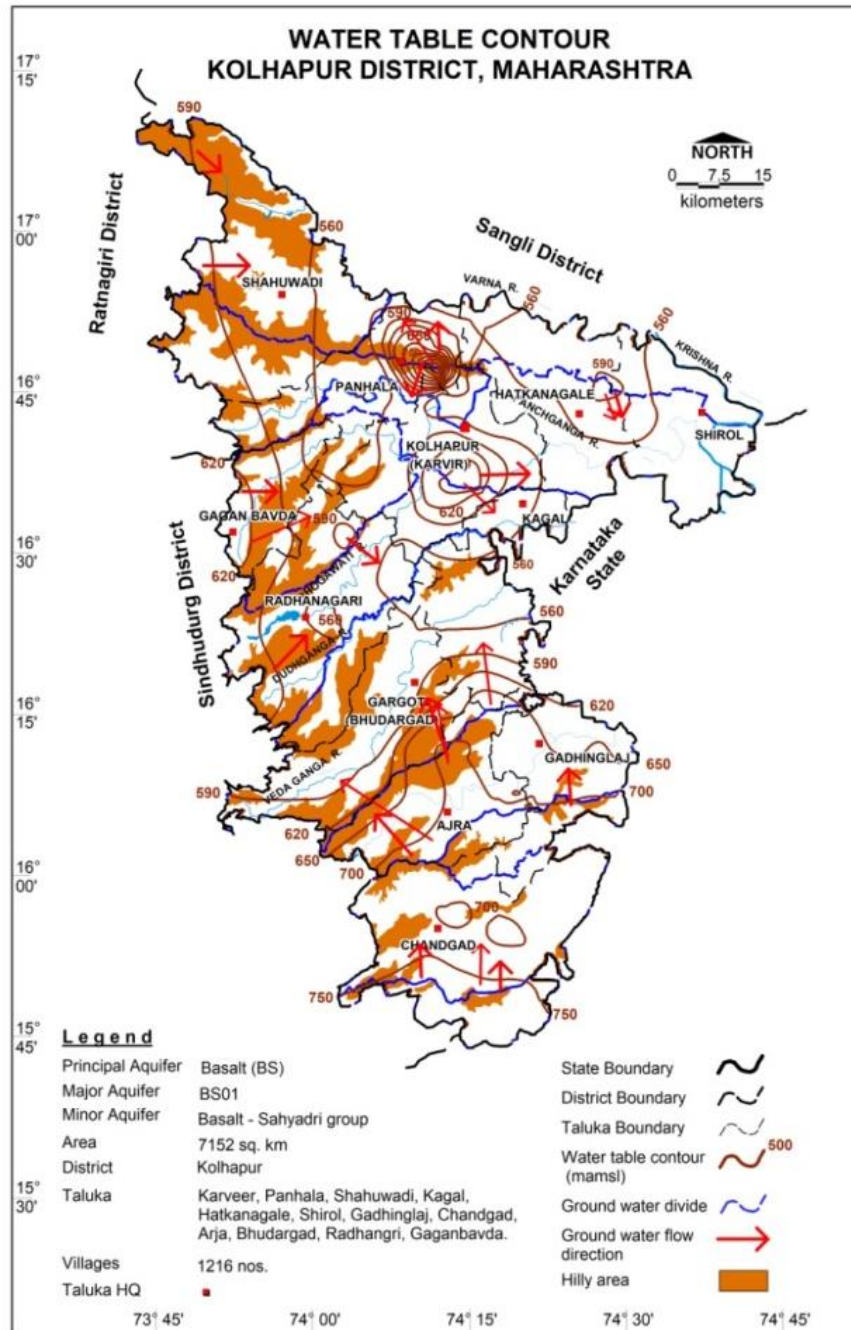 WATER TABLE CONTOUR
KOLHAPUR DISTRICT, MAHARASHTRA
17°
15'
590
NORTH
0 7.5 15
kilometers
Ratnagiri District
17°
00'
560
Sangli District
SHAHUWADI
VARNA R.
560
560
590
650
KRISHNA R.
16°
45'
590
PANHALA
HATKANAGALE
ANCHGANGA R.
SHIROL
KOLHAPUR
(KARVIR)
620
620
GAGAN BAVDA
590
KAGAL
16°
30'
620
560
Karnataka
State
Sindhudurg District
RADHANAGARI
560
560
DUDHGANGA R.
590
16°
15'
GARGOTI
(BHUDARGAD)
620
GADHINGLAJ
650
VEDA GANGA R.
590
700
620
AJRA
650
700
16°
00'
700
CHANDGAD
750
750
15°
45'
Legend
Principal Aquifer Basalt (BS)
Major Aquifer BS01
Minor Aquifer Basalt - Sahyadri group
Area 7152 sq. km
District Kolhapur
Taluka Karveer, Panhala, Shahuwadi, Kagal,
Hatkanagale, Shirol, Gadhinglaj, Chandgad,
Arja, Bhudargad, Radhangri, Gaganbavda.
Villages 1216 nos.
Taluka HQ
State Boundary
District Boundary
Taluka Boundary
Water table contour 500
(mamsl)
Ground water divide
Ground water flow
direction
Hilly area
15°
30'
73° 45' 74° 00' 74° 15' 74° 30' 74° 45'